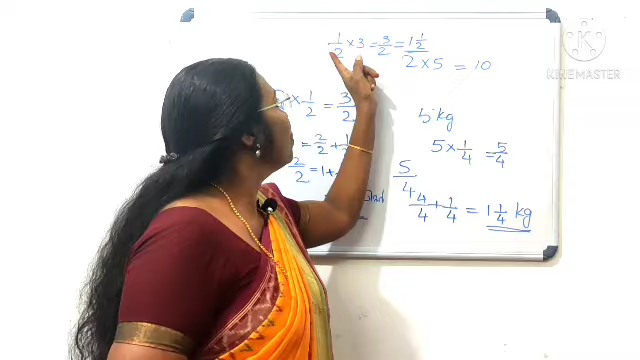 1/2 × 3 = 3/2 = 1 1/2
2 × 5 = 10
× 1/2 = 3/2
= 2/2 +
2/2 = 1 +
5 kg
5 × 1/4 = 5/4
5/4
4/4 + 1/4 = 1 1/4 kg
KINEMASTER